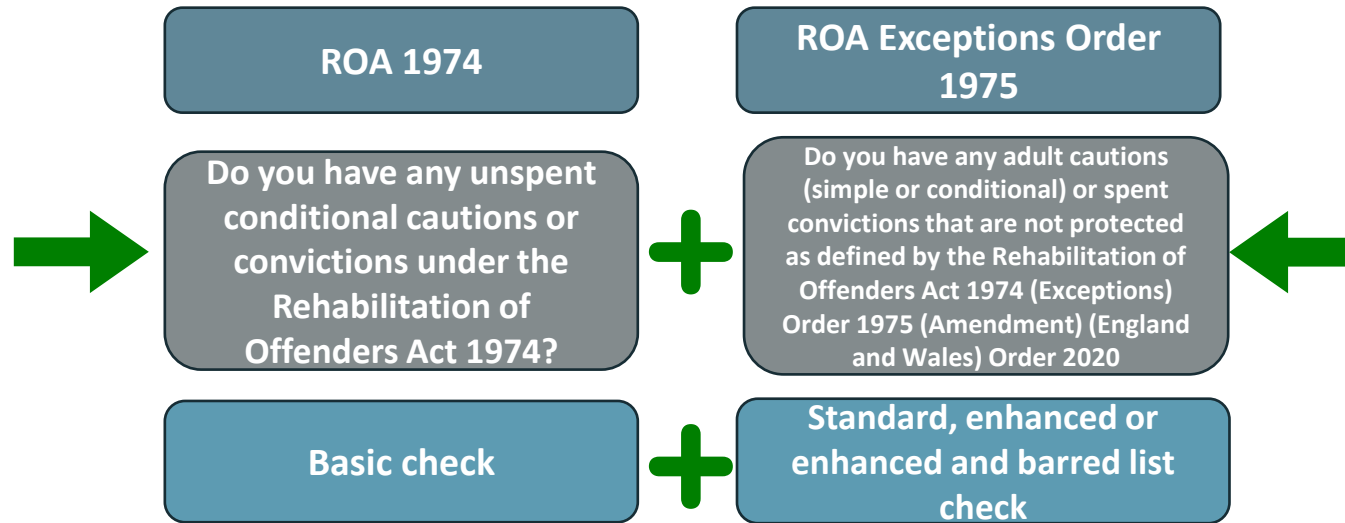 ROA 1974
ROA Exceptions Order
1975
Do you have any unspent
conditional cautions or
convictions under the
Rehabilitation of
Offenders Act 1974?
Do you have any adult cautions
(simple or conditional) or spent
convictions that are not protected
as defined by the Rehabilitation of
Offenders Act 1974 (Exceptions)
Order 1975 (Amendment) (England
and Wales) Order 2020
Basic check
Standard, enhanced or
enhanced and barred list
check